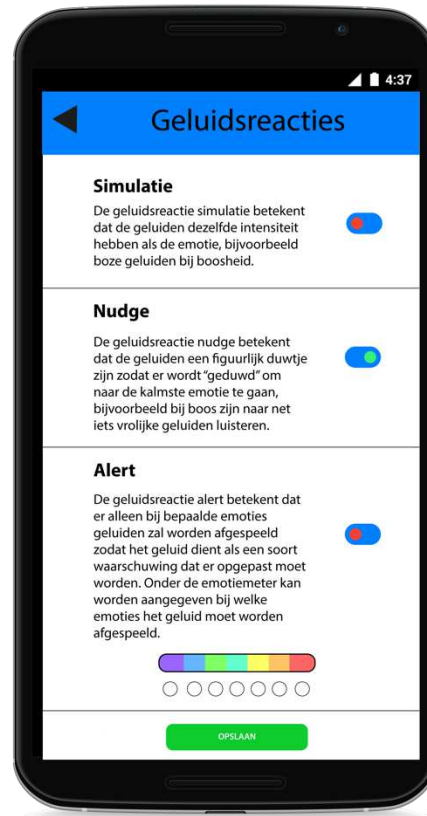 4:37
Geluidsreacties
Simulatie
De geluidsreactie simulatie betekent
dat de geluiden dezelfde intensiteit
hebben als de emotie, bijvoorbeeld
boze geluiden bij boosheid.
Nudge
De geluidsreactie nudge betekent
dat de geluiden een figuurlijk duwtje
zijn zodat er wordt “geduwd” om
naar de kalmste emotie te gaan,
bijvoorbeeld bij boos zijn naar net
iets vrolijke geluiden luisteren.
Alert
De geluidsreactie alert betekent dat
er alleen bij bepaalde emoties
geluiden zal worden afgespeeld
zodat het geluid dient als een soort
waarschuwing dat er opgepast moet
worden. Onder de emotiemeter kan
worden aangegeven bij welke
emoties het geluid moet worden
afgespeeld.
OPSLAAN